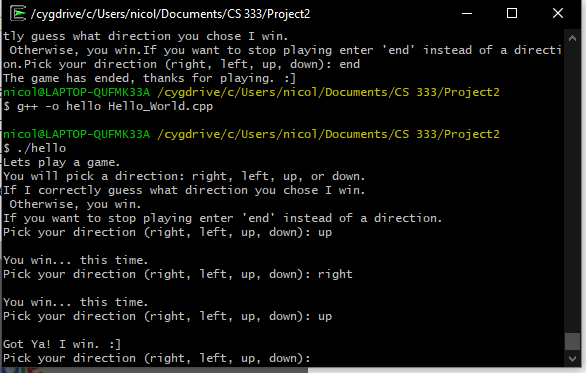 /cygdrive/c/Users/nicol/Documents/CS 333/Project2
tly guess what direction you chose I win.
 Otherwise, you win.If you want to stop playing enter 'end' instead of a directi
on.Pick your direction (right, left, up, down): end
The game has ended, thanks for playing. :]
nicol@LAPTOP-QUFMK33A /cygdrive/c/Users/nicol/Documents/CS 333/Project2
$ g++ -o hello Hello_World.cpp
nicol@LAPTOP-QUFMK33A /cygdrive/c/Users/nicol/Documents/CS 333/Project2
$ ./hello
Lets play a game.
You will pick a direction: right, left, up, or down.
If I correctly guess what direction you chose I win.
 Otherwise, you win.
If you want to stop playing enter 'end' instead of a direction.
Pick your direction (right, left, up, down): up
You win... this time.
Pick your direction (right, left, up, down): right
You win... this time.
Pick your direction (right, left, up, down): up
Got Ya! I win. :]
Pick your direction (right, left, up, down):